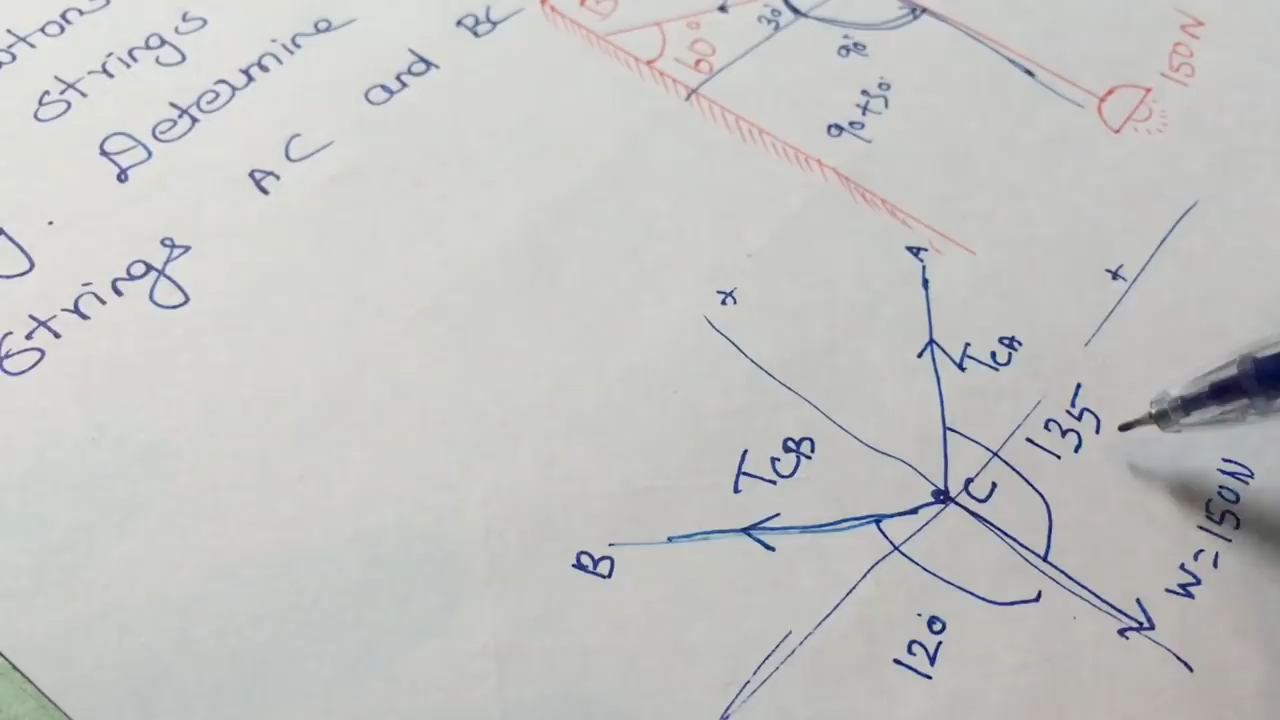 strings
Determine
AC and BC
strings
B
60°
30°
90°
90+30°
150N
A
TCA
x
+
TCB
C
135
B
120
W=150N